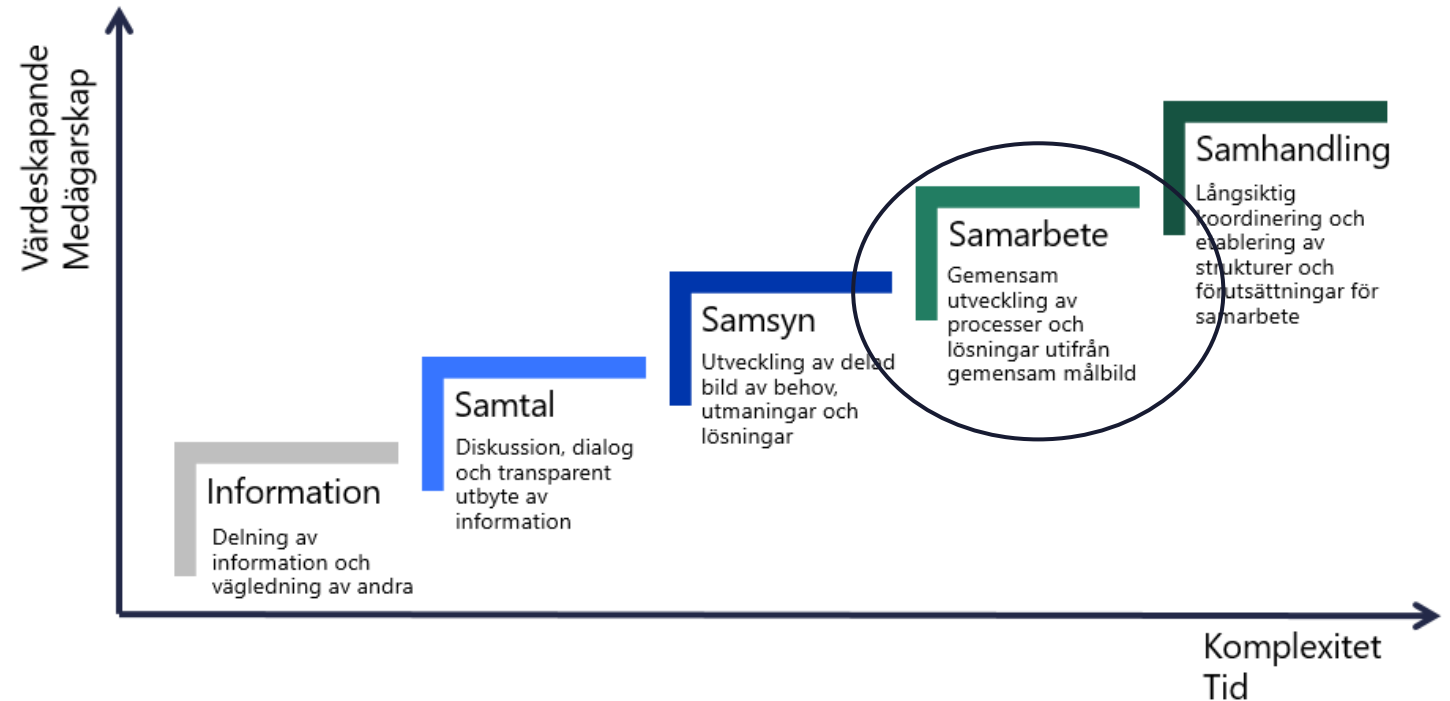 Värdeskapande
Medägarskap
Information
Delning av
information och
vägledning av andra
Samtal
Diskussion, dialog
och transparent
utbyte av
information
Samsyn
Utveckling av delad
bild av behov,
utmaningar och
lösningar
Samarbete
Gemensam
utveckling av
processer och
lösningar utifrån
gemensam målbild
Samhandling
Långsiktig
koordinering och
etablering av
strukturer och
förutsättningar för
samarbete
Komplexitet
Tid